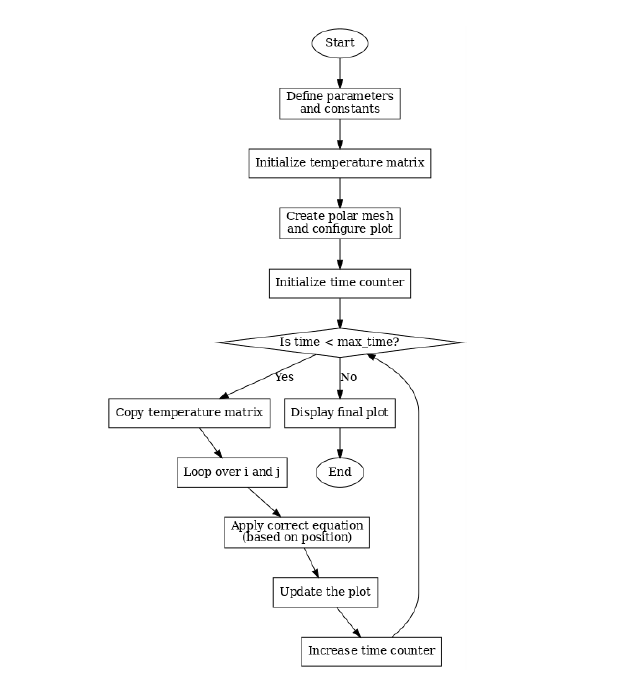 Start
Define parameters
and constants
Initialize temperature matrix
Create polar mesh
and configure plot
Initialize time counter
Is time < max_time?
Yes
No
Copy temperature matrix
Display final plot
Loop over i and j
End
Apply correct equation
(based on position)
Update the plot
Increase time counter